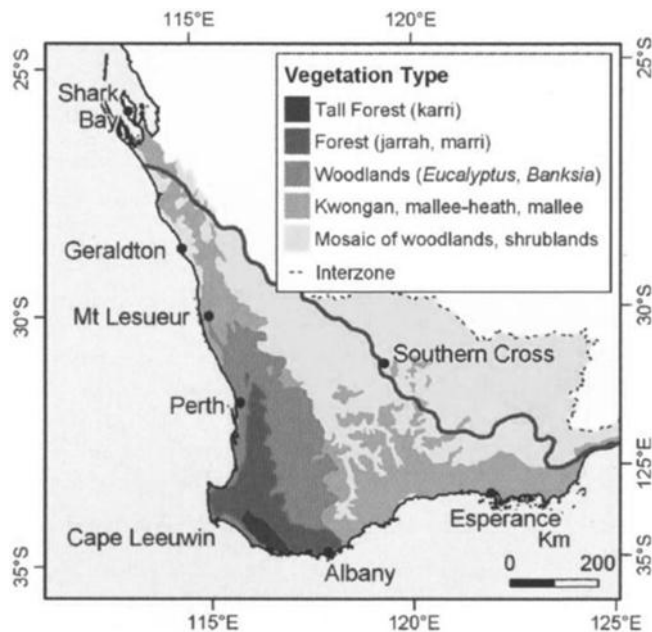 115°E 120°E
25°S 25°S
Vegetation Type
Tall Forest (karri)
Forest (jarrah, marri)
Woodlands (Eucalyptus, Banksia)
Kwongan, mallee-heath, mallee
Mosaic of woodlands, shrublands
Interzone
Shark
Bay
Geraldton
30°S 30°S
Mt Lesueur
Southern Cross
Perth
125°E
Esperance
Cape Leeuwin
Km
0 200
Albany
35°S 35°S
115°E 120°E 125°E